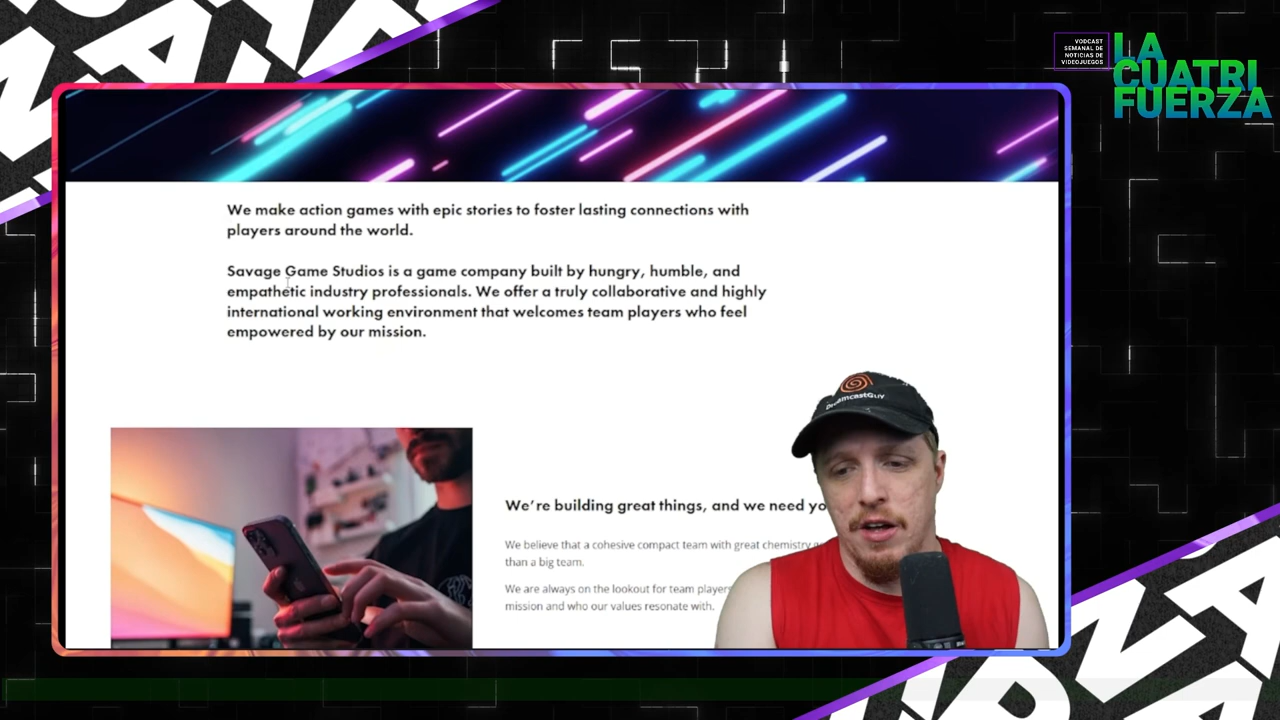 VODCAST
SEMANAL DE
NOTICIAS DE
VIDEOJUEGOS
LA
CUATRI
FUERZA
We make action games with epic stories to foster lasting connections with
players around the world.
Savage Game Studios is a game company built by hungry, humble, and
empathetic industry professionals. We offer a truly collaborative and highly
international working environment that welcomes team players who feel
empowered by our mission.
DreamcastGuy
We're building great things, and we need yo
We believe that a cohesive compact team with great chemistry
than a big team.
We are always on the lookout for team player
mission and who our values resonate with.